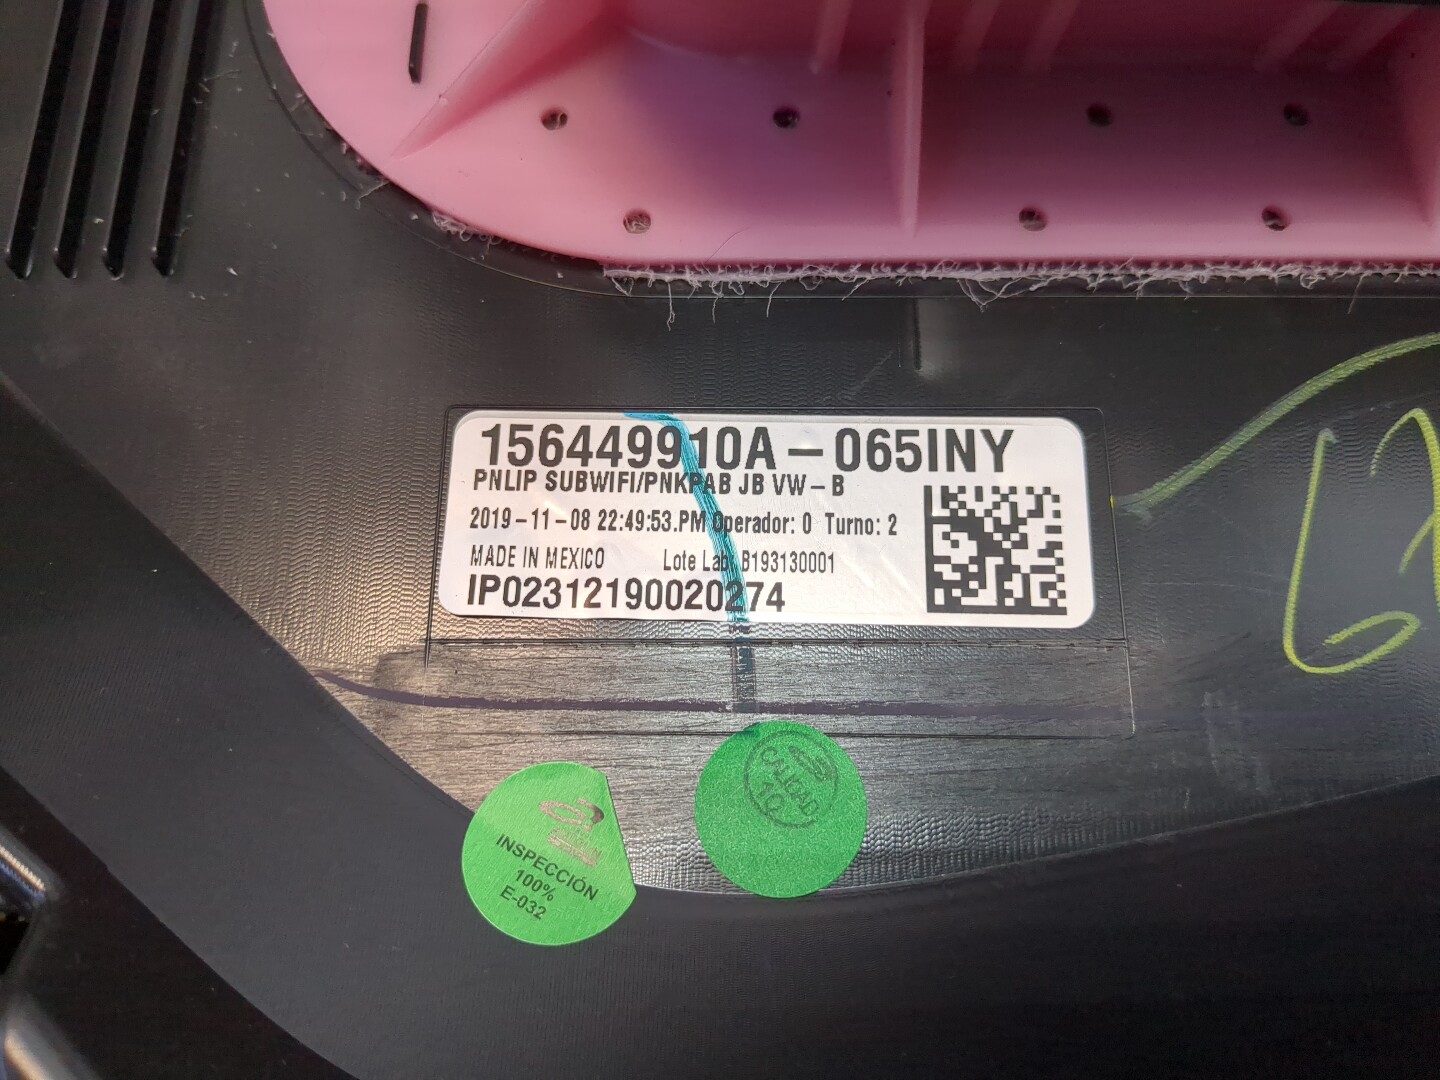 156449910A-065INY
PNLIP SUBWIFI/PNKPAB JB VW-B
2019-11-08 22:49:53.PM Operador: 0 Turno: 2
MADE IN MEXICO Lote Lab: B193130001
IP02312190020274
CALIDAD
10
INSPECCIÓN
100%
E-032